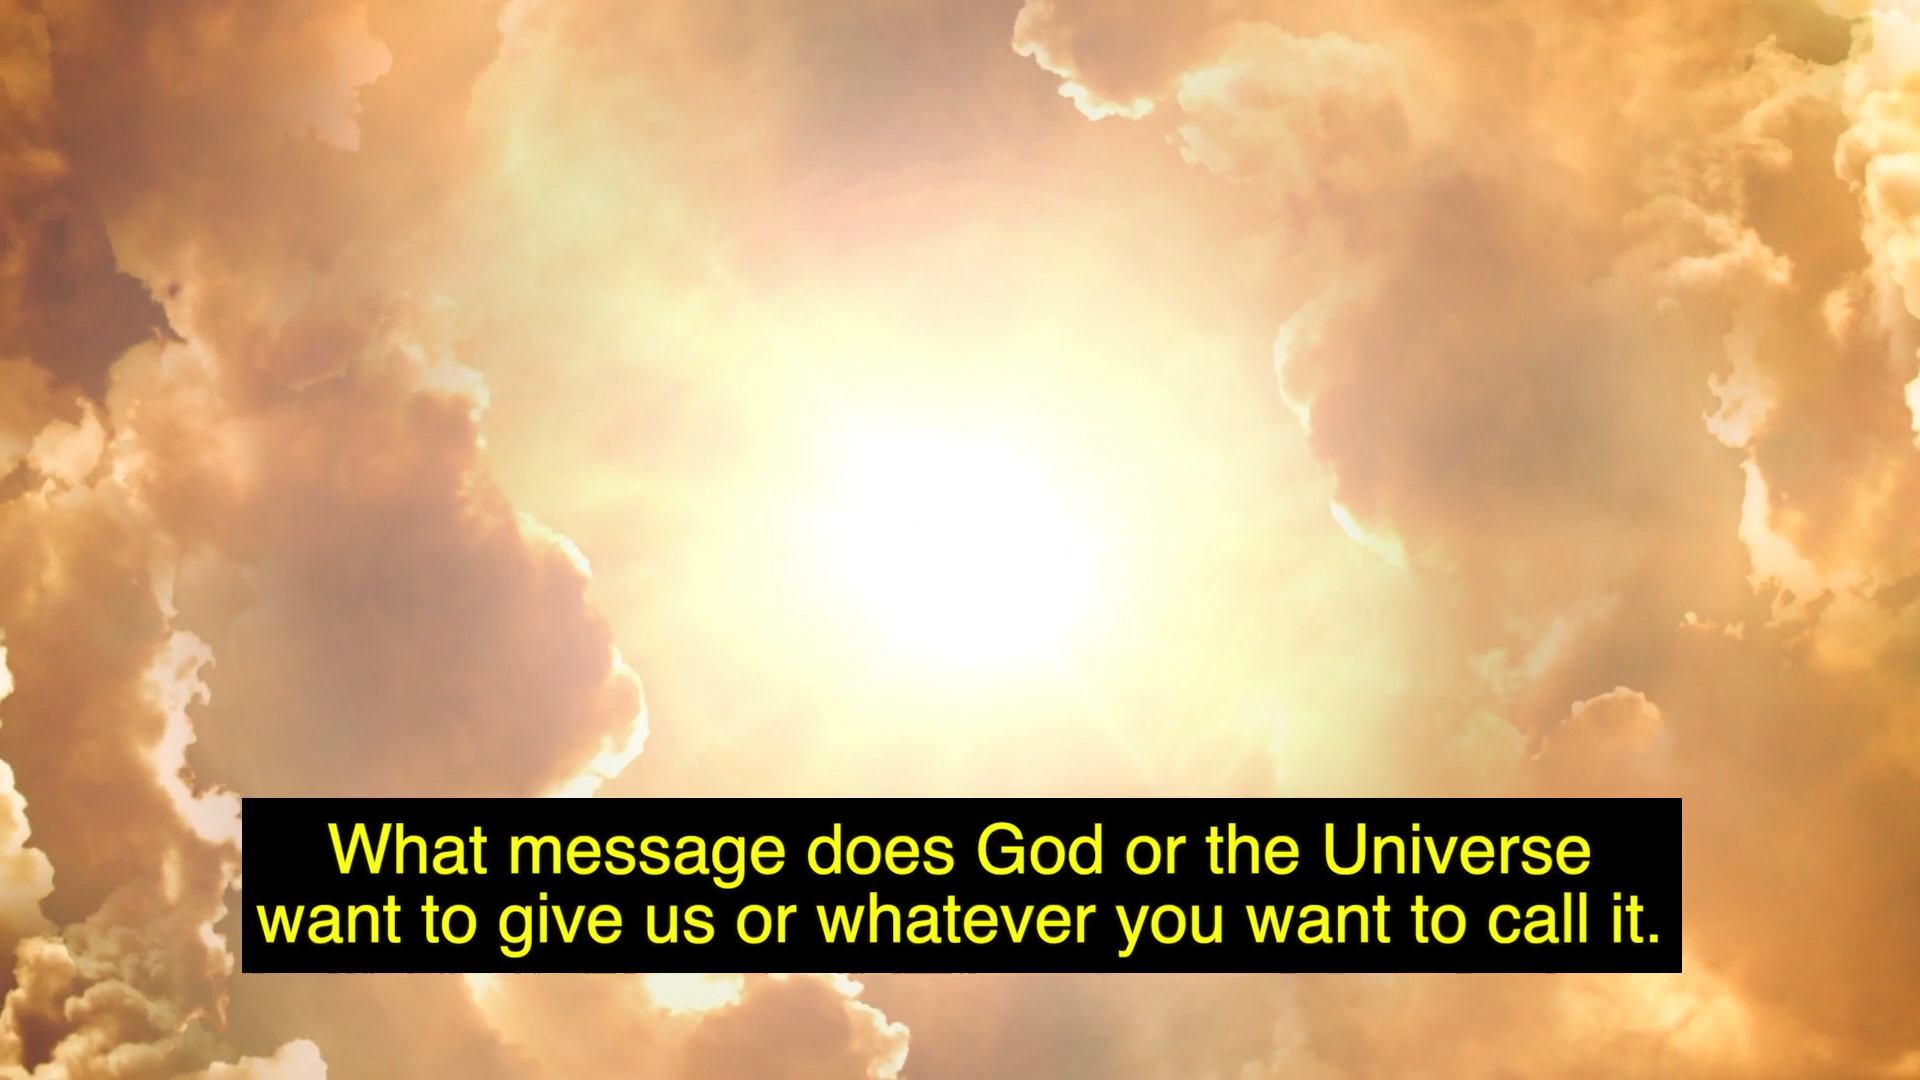 What message does God or the Universe
want to give us or whatever you want to call it.